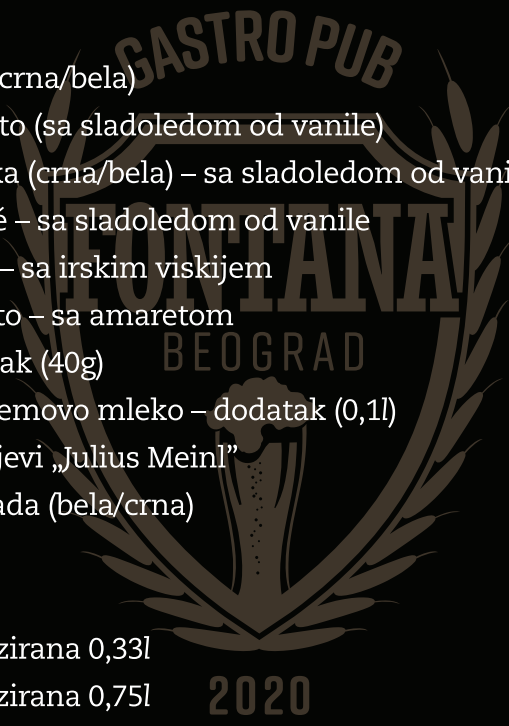 GASTRO PUB
crna/bela)
to (sa sladoledom od vanile)
ka (crna/bela) – sa sladoledom od vani
é – sa sladoledom od vanile
– sa irskim viskijem
FONTANA
to – sa amaretom
BEOGRAD
ak (40g)
emovo mleko – dodatak (0,1l)
jevi „Julius Meinl”
ada (bela/crna)
zirana 0,33l
zirana 0,75l
2020